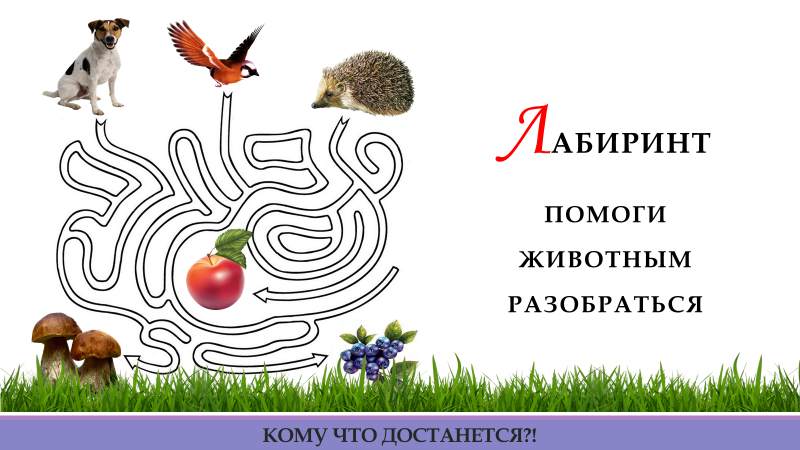 ЛАБИРИНТ
ПОМОГИ
ЖИВОТНЫМ
РАЗОБРАТЬСЯ
КОМУ ЧТО ДОСТАНЕТСЯ?!